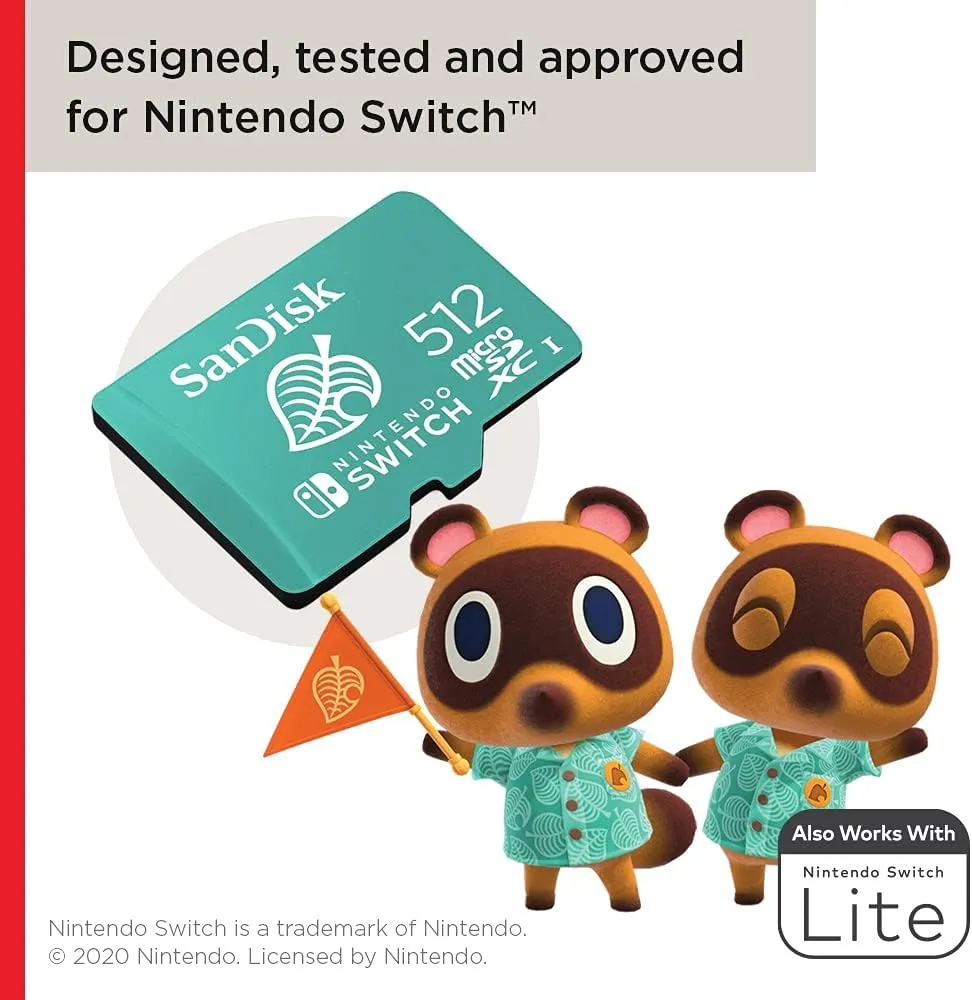 Designed, tested and approved
for Nintendo Switch™
SanDisk
512
micro
SD
XC I
NINTENDO
SWITCH
Also Works With
Nintendo Switch
Lite
Nintendo Switch is a trademark of Nintendo.
© 2020 Nintendo. Licensed by Nintendo.